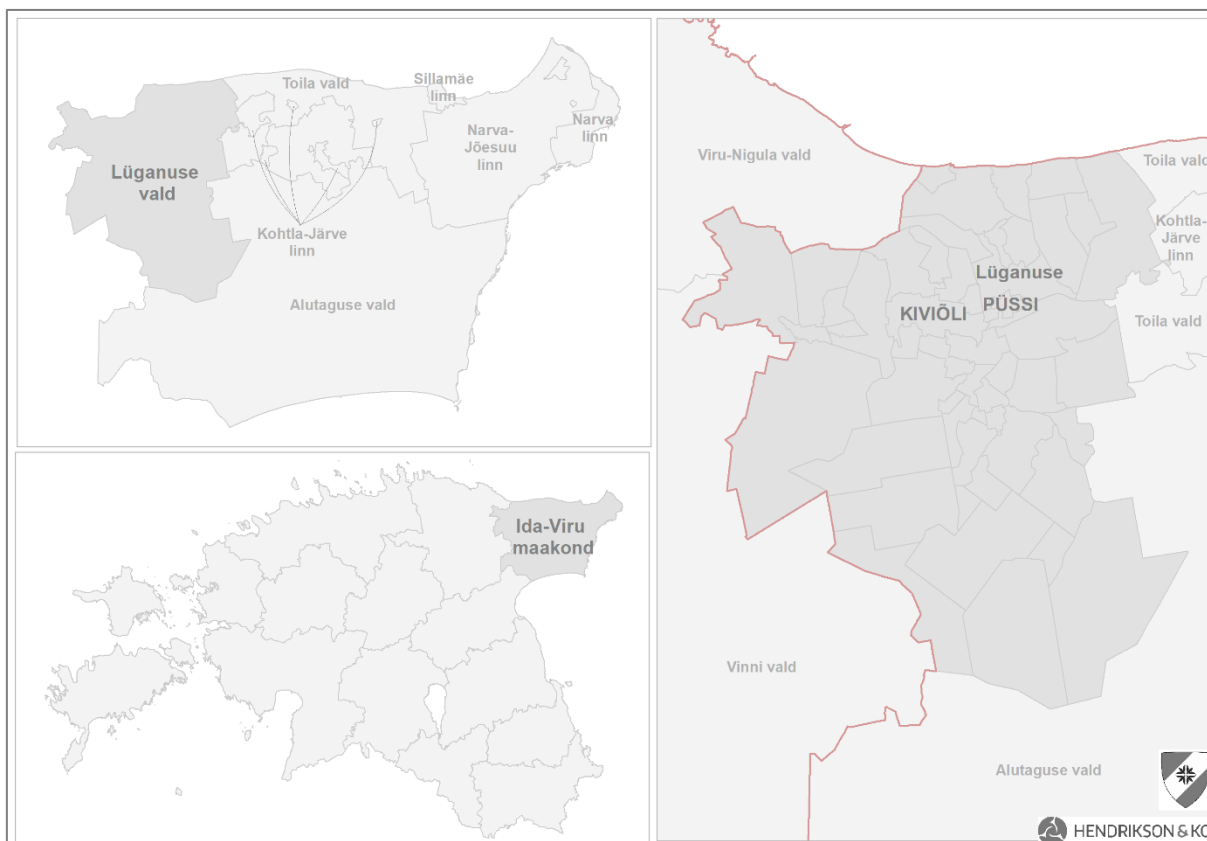 Toila vald
Sillamäe
linn
Narva-
Jõesuu
linn
Narva
linn
Lüganuse
vald
Kohtla-Järve
linn
Alutaguse vald
Ida-Viru
maakond
Viru-Nigula vald
Toila vald
Kohtla-
Järve
linn
Lüganuse
PÜSSI
KIVIÕLI
Toila vald
Vinni vald
Alutaguse vald
HENDRIKSON & KO